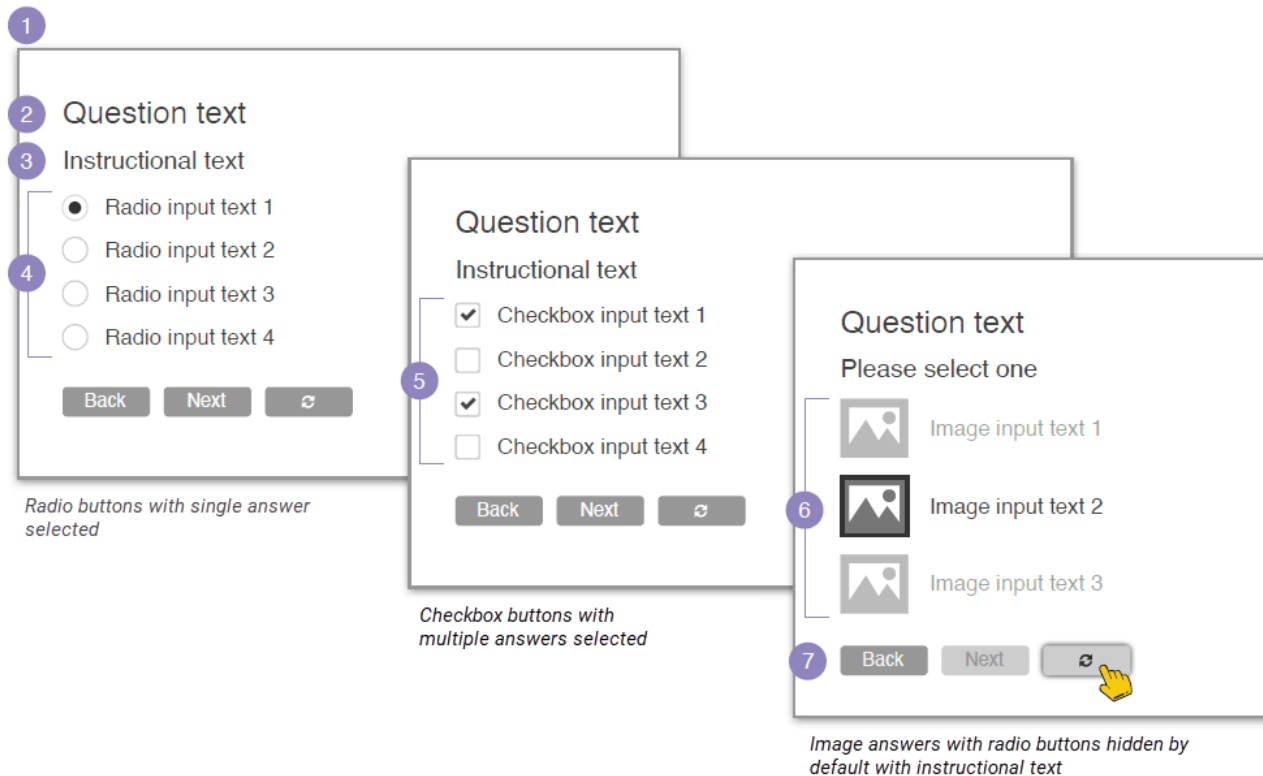 1
2
Question text
3
Instructional text
4
Radio input text 1
Radio input text 2
Radio input text 3
Radio input text 4
Back
Next
Radio buttons with single answer
selected
Question text
Instructional text
5
Checkbox input text 1
Checkbox input text 2
Checkbox input text 3
Checkbox input text 4
Back
Next
Checkbox buttons with
multiple answers selected
Question text
Please select one
6
Image input text 1
Image input text 2
Image input text 3
7
Back
Next
Image answers with radio buttons hidden by
default with instructional text